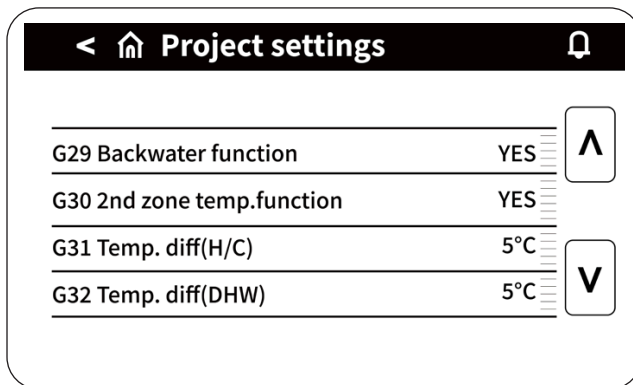 < Project settings
G29 Backwater function YES
G30 2nd zone temp.function YES
G31 Temp. diff(H/C) 5°C
G32 Temp. diff(DHW) 5°C